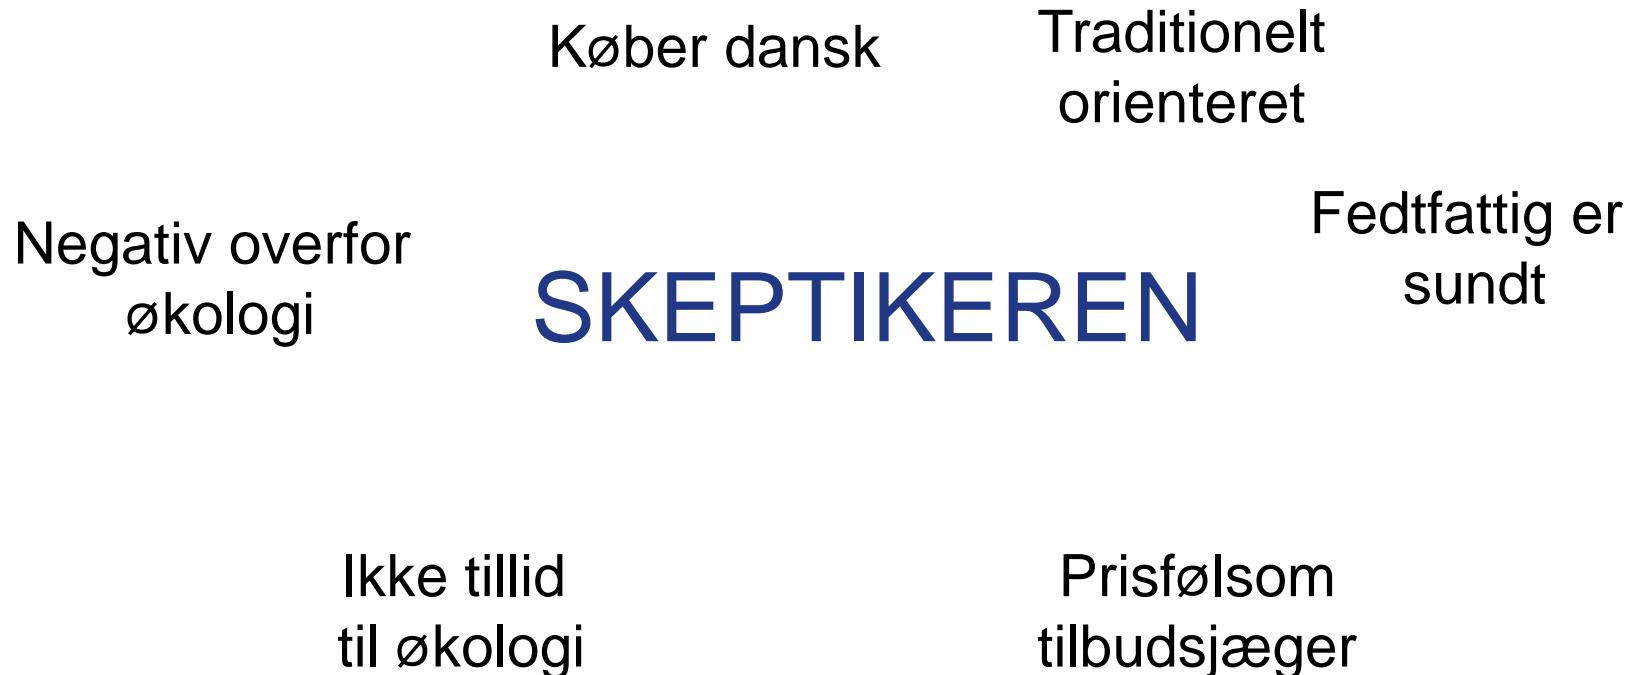 Køber dansk
Traditionelt
orienteret
Negativ overfor
økologi
SKEPTIKEREN
Fedtfattig er
sundt
Ikke tillid
til økologi
Prisfølsom
tilbudsjæger